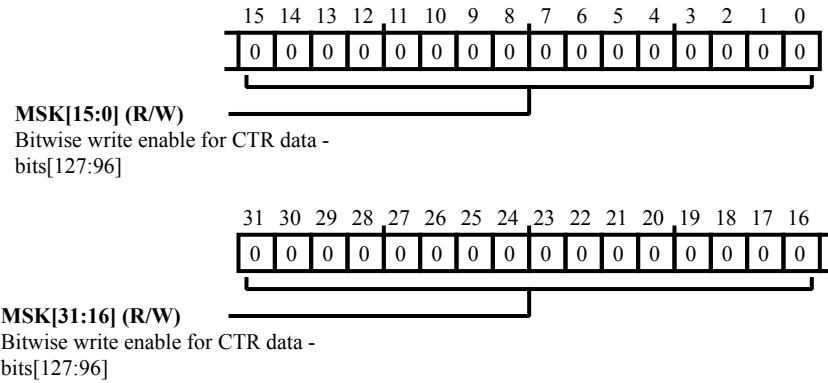 15 14 13 12 11 10 9 8 7 6 5 4 3 2 1 0
0 0 0 0 0 0 0 0 0 0 0 0 0 0 0 0
MSK[15:0] (R/W)
Bitwise write enable for CTR data -
bits[127:96]
31 30 29 28 27 26 25 24 23 22 21 20 19 18 17 16
0 0 0 0 0 0 0 0 0 0 0 0 0 0 0 0
MSK[31:16] (R/W)
Bitwise write enable for CTR data -
bits[127:96]